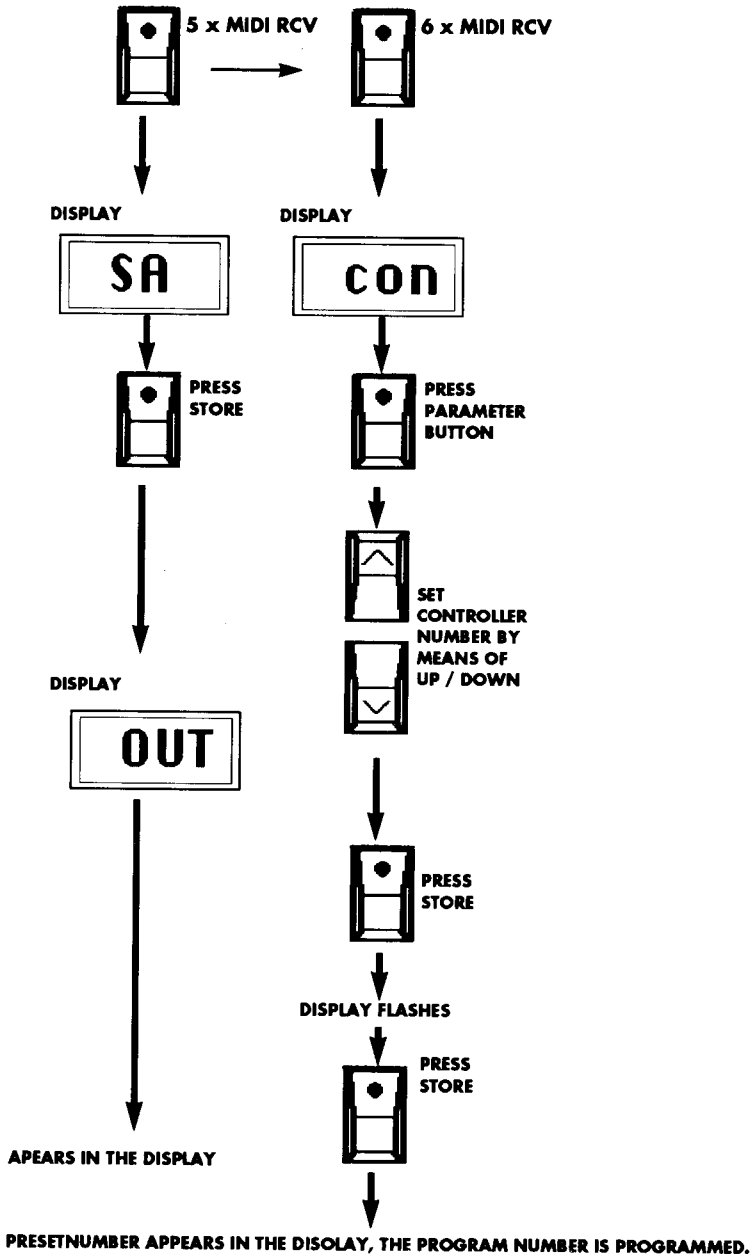 5 x MIDI RCV
6 x MIDI RCV
DISPLAY
DISPLAY
SA
con
PRESS
STORE
PRESS
PARAMETER
BUTTON
SET
CONTROLLER
NUMBER BY
MEANS OF
UP / DOWN
DISPLAY
OUT
PRESS
STORE
DISPLAY FLASHES
PRESS
STORE
APEARS IN THE DISPLAY
PRESETNUMBER APPEARS IN THE DISOLAY, THE PROGRAM NUMBER IS PROGRAMMED.